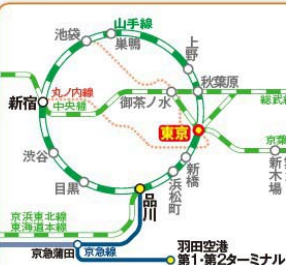 山手線
池袋
巣鴨
上野
丸ノ内線
秋葉原
新宿
中央線
御茶ノ水
総武
東京
京葉
渋谷
新橋
新木場
目黒
浜松町
品川
京浜東北線
東海道本線
京急蒲田
京急線
羽田空港
第1・第2ターミナル